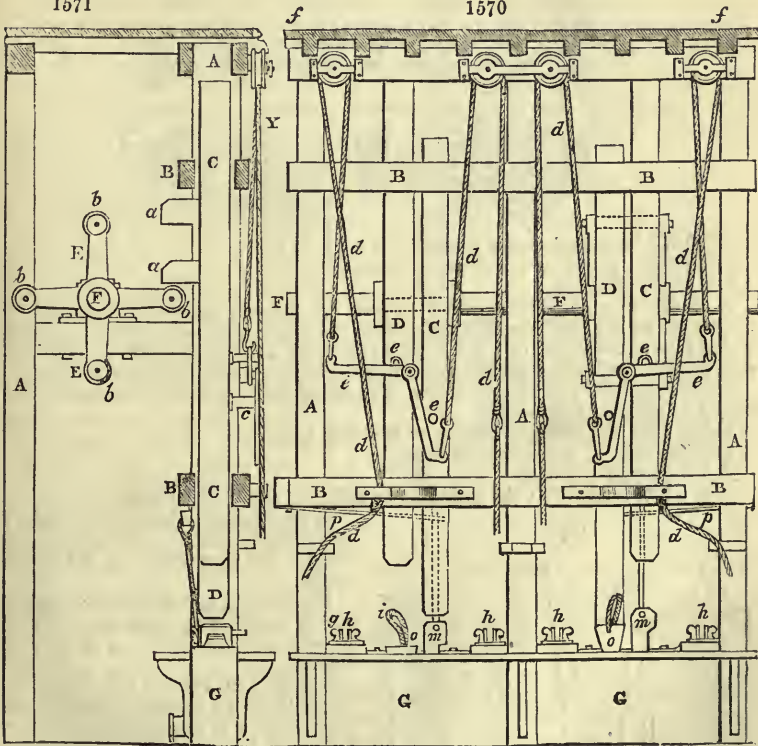 1571 f 1570 f
A
Y
d
C
B B B
a b d d d d
E
a D C
b F b F D C F
e e
E b i d e
A c e A A
d
B C B B
p d d p
D
g h i o m h h o m h
G G G